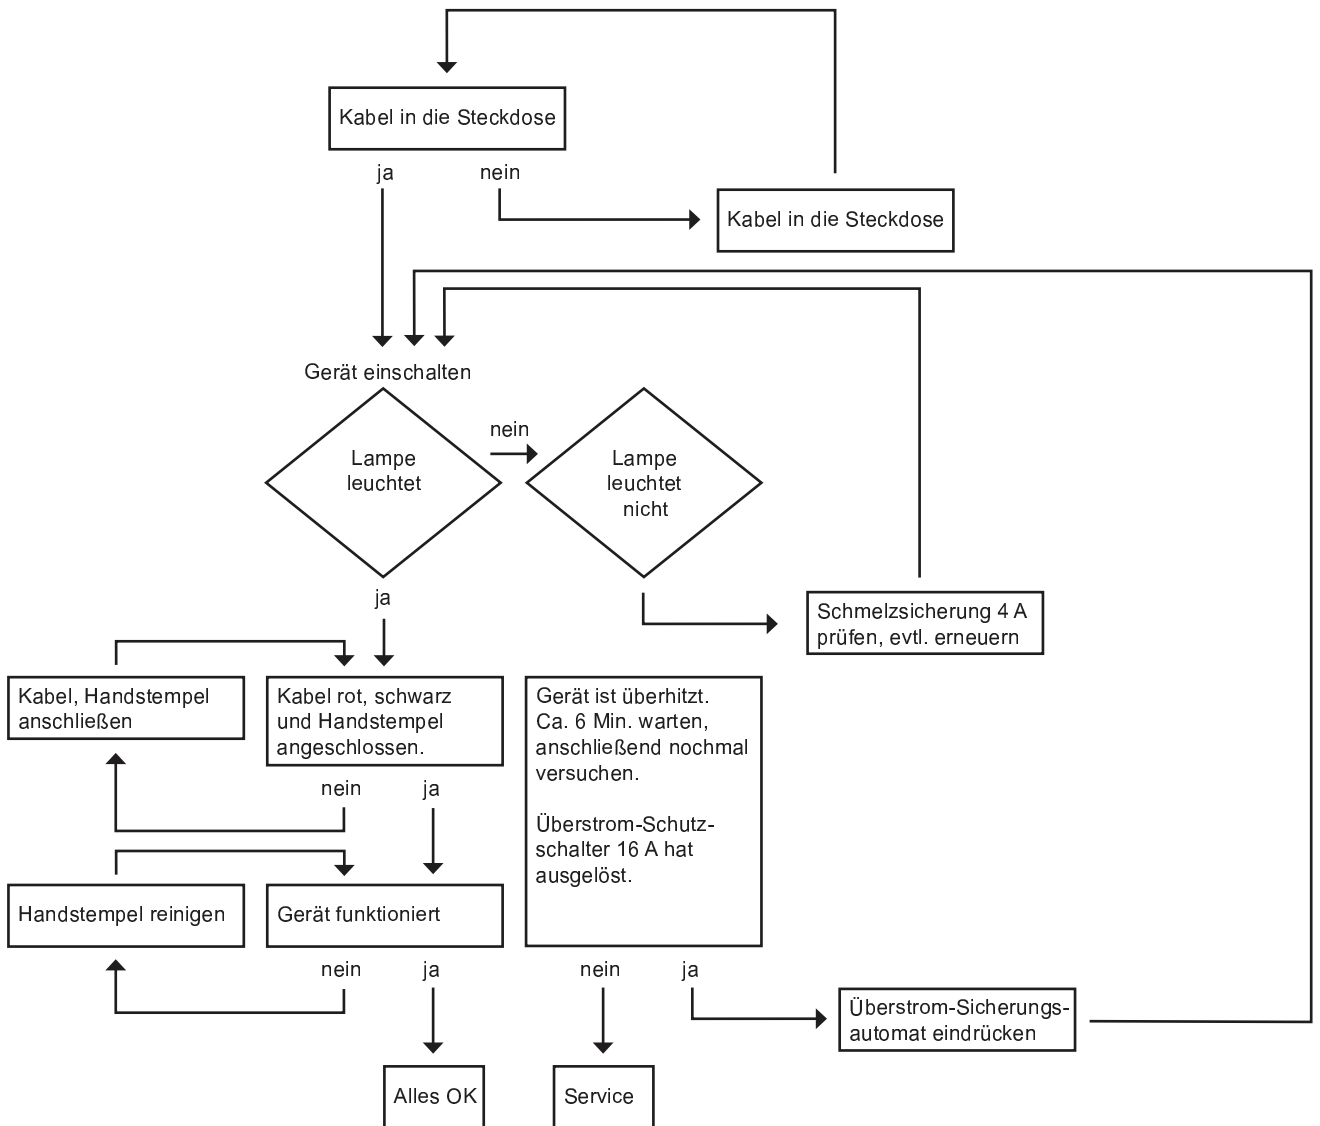 Kabel in die Steckdose
ja
nein
Kabel in die Steckdose
Gerät einschalten
Lampe
leuchtet
nein
Lampe
leuchtet
nicht
ja
Schmelzsicherung 4 A
prüfen, evtl. erneuern
Kabel, Handstempel
anschließen
Kabel rot, schwarz
und Handstempel
angeschlossen.
nein
ja
Gerät ist überhitzt.
Ca. 6 Min. warten,
anschließend nochmal
versuchen.
Überstrom-Schutz-
schalter 16 A hat
ausgelöst.
Handstempel reinigen
Gerät funktioniert
nein
ja
nein
ja
Überstrom-Sicherungs-
automat eindrücken
Alles OK
Service